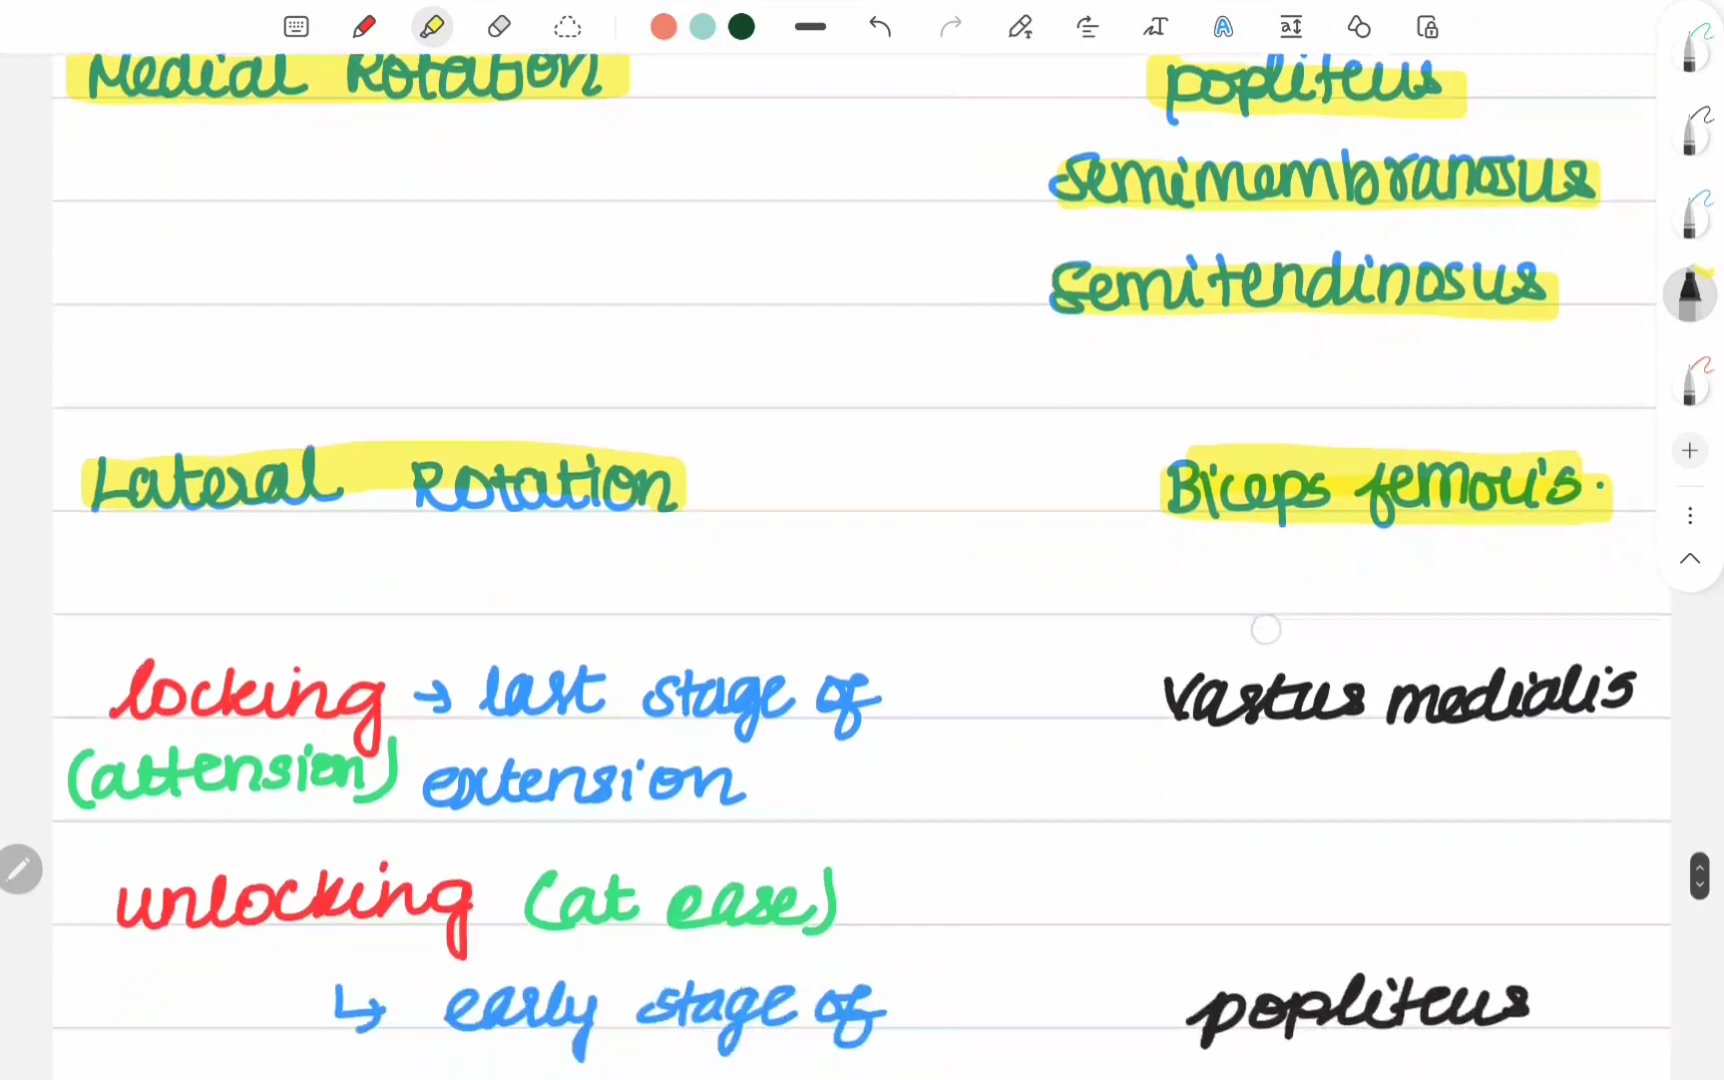 Medial Rotation popliteus
semimembranosus
semitendinosus
Lateral Rotation Biceps femoris.
locking → last stage of vastus medialis
(attension) extension
unlocking (at ease)
↳ early stage of popliteus